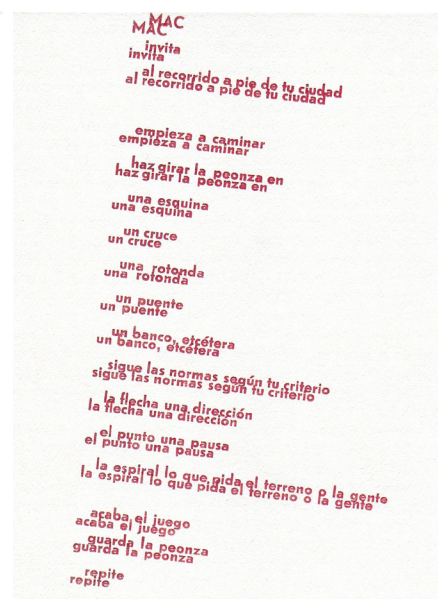 MAC
invita
al recorrido a pie de tu ciudad
empieza a caminar
haz girar la peonza en
una esquina
un cruce
una rotonda
un puente
un banco, etcétera
sigue las normas según tu criterio
la flecha una dirección
el punto una pausa
la espiral lo que pida el terreno o la gente
acaba el juego
guarda la peonza
repite